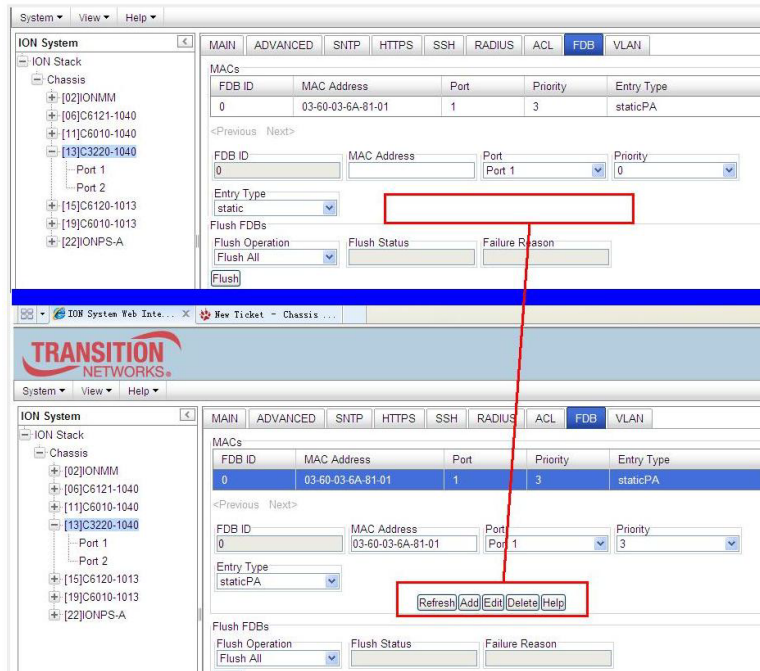 System View Help
ION System
ION Stack
Chassis
[02]IONMM
[06]C6121-1040
[11]C6010-1040
[13]C3220-1040
Port 1
Port 2
[15]C6120-1013
[19]C6010-1013
[22]IONPS-A
MAIN ADVANCED SNTP HTTPS SSH RADIUS ACL FDB VLAN
MACs
FDB ID MAC Address Port Priority Entry Type
0 03-60-03-6A-81-01 1 3 staticPA
<Previous Next>
FDB ID MAC Address Port Priority
0 Port 1 0
Entry Type
static
Flush FDBs
Flush Operation Flush Status Failure Reason
Flush All
Flush
ION System Web Inte... New Ticket - Chassis ...
TRANSITION
NETWORKS®
System View Help
ION System
ION Stack
Chassis
[02]IONMM
[06]C6121-1040
[11]C6010-1040
[13]C3220-1040
Port 1
Port 2
[15]C6120-1013
[19]C6010-1013
[22]IONPS-A
MAIN ADVANCED SNTP HTTPS SSH RADIUS ACL FDB VLAN
MACs
FDB ID MAC Address Port Priority Entry Type
0 03-60-03-6A-81-01 1 3 staticPA
<Previous Next>
FDB ID MAC Address Port Priority
0 03-60-03-6A-81-01 Port 1 3
Entry Type
staticPA
Refresh Add Edit Delete Help
Flush FDBs
Flush Operation Flush Status Failure Reason
Flush All